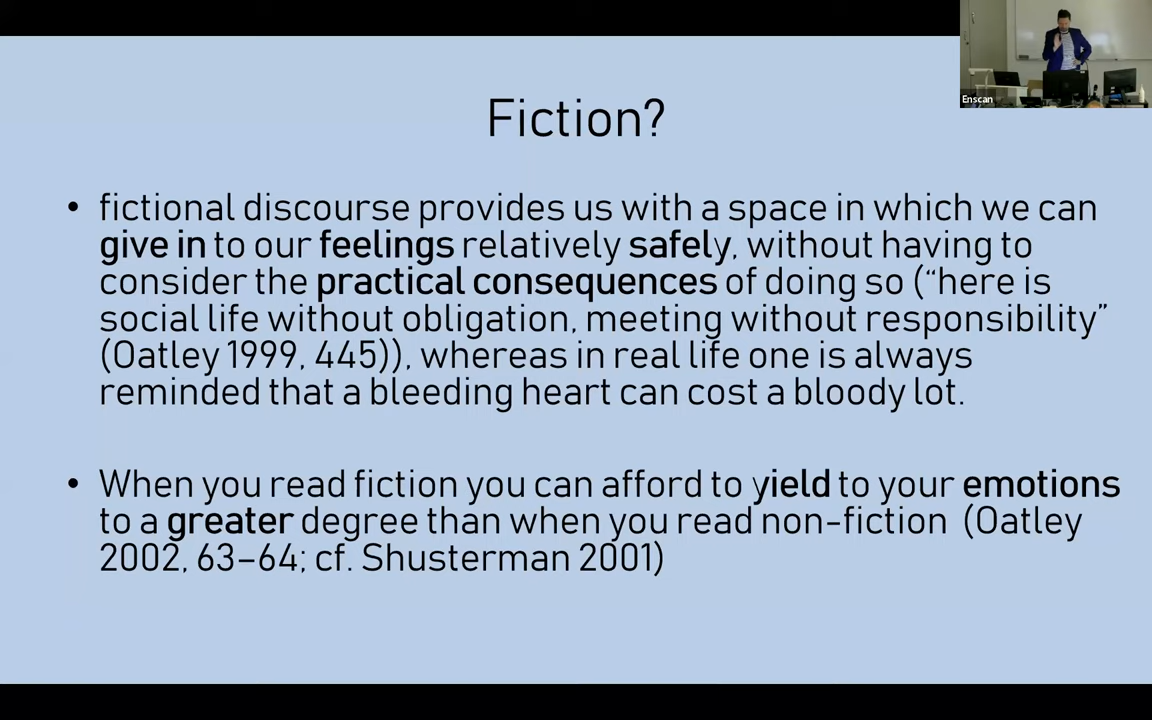 Fiction?
• fictional discourse provides us with a space in which we can
give in to our feelings relatively safely, without having to
consider the practical consequences of doing so (“here is
social life without obligation, meeting without responsibility”
(Oatley 1999, 445)), whereas in real life one is always
reminded that a bleeding heart can cost a bloody lot.
• When you read fiction you can afford to yield to your emotions
to a greater degree than when you read non-fiction (Oatley
2002, 63–64; cf. Shusterman 2001)
Enscan